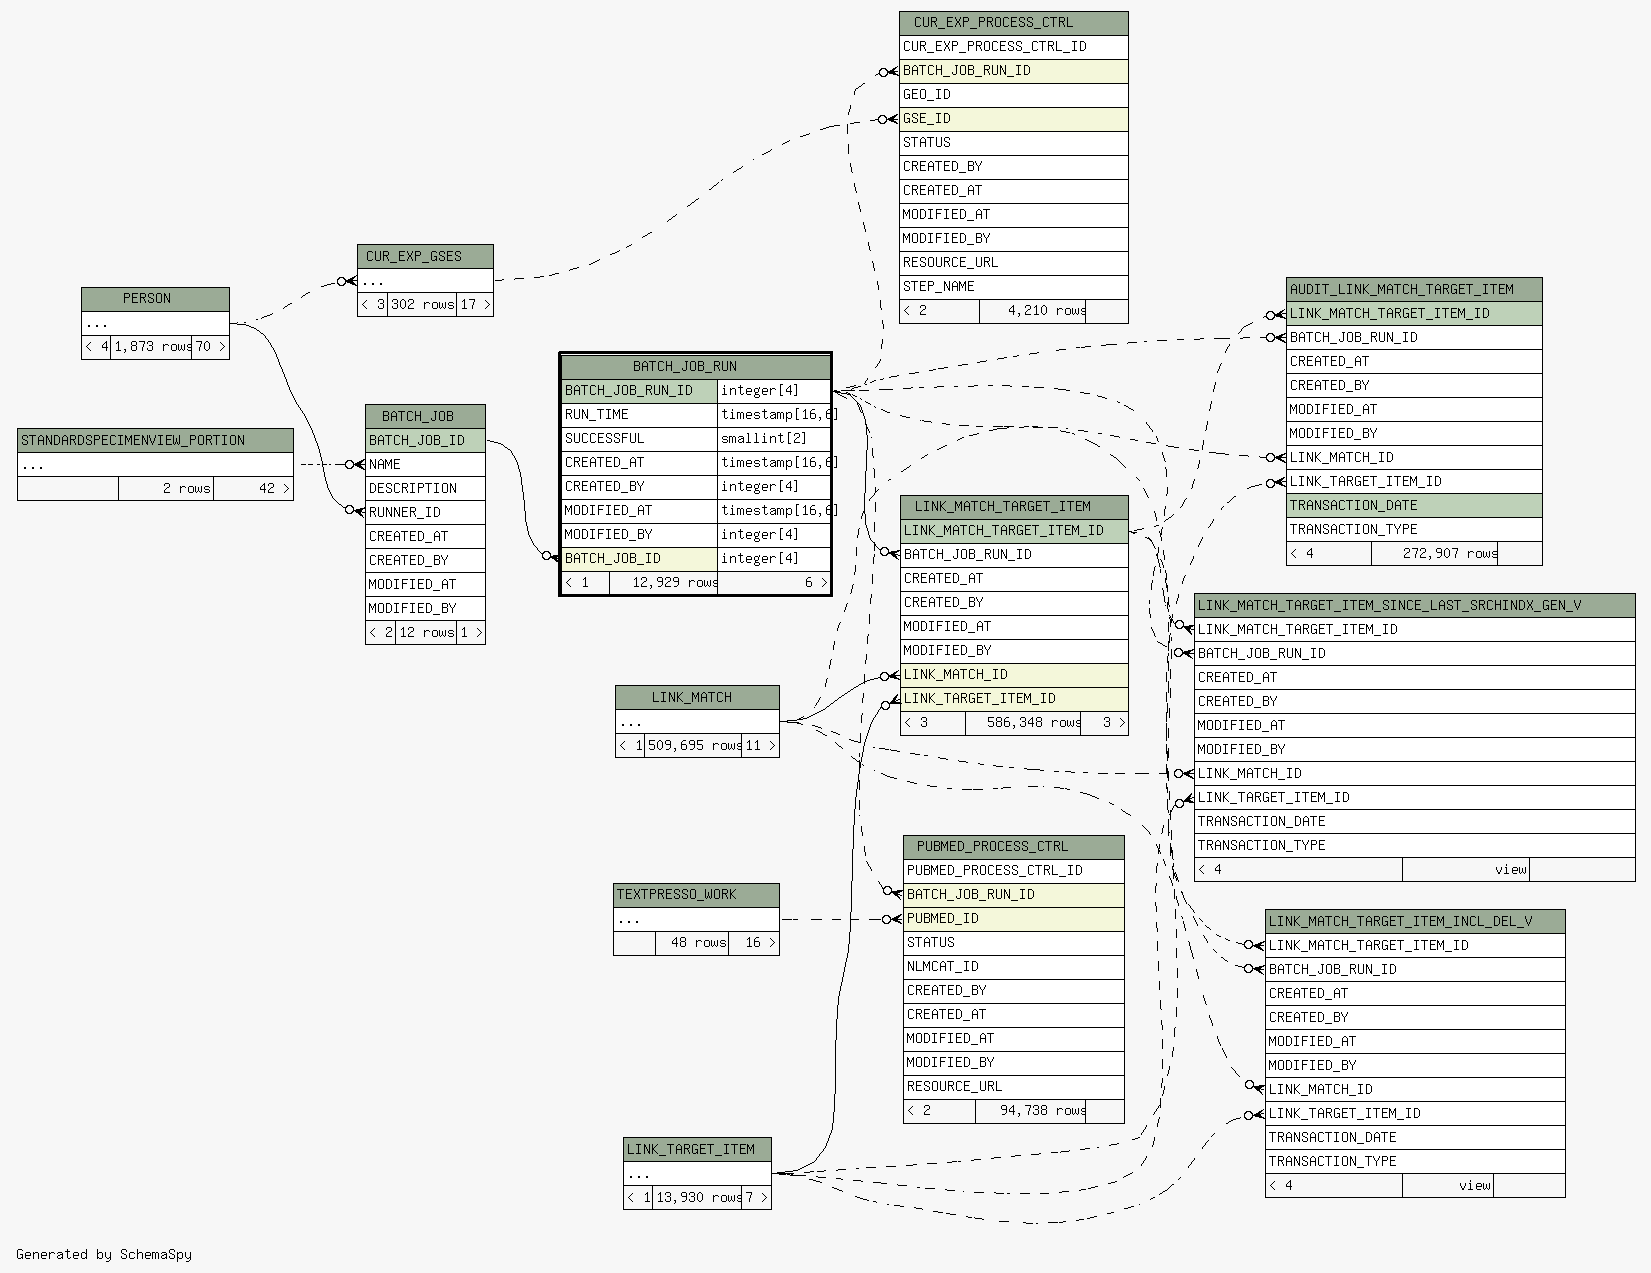 CUR_EXP_PROCESS_CTRL
CUR_EXP_PROCESS_CTRL_ID
BATCH_JOB_RUN_ID
GEO_ID
GSE_ID
STATUS
CREATED_BY
CREATED_AT
MODIFIED_AT
MODIFIED_BY
RESOURCE_URL
STEP_NAME
< 2 4,210 rows
CUR_EXP_GSES
...
< 3 302 rows 17 >
PERSON
...
< 4 1,873 rows 70 >
STANDARDSPECIMENVIEW_PORTION
...
2 rows 42 >
BATCH_JOB
BATCH_JOB_ID
NAME
DESCRIPTION
RUNNER_ID
CREATED_AT
CREATED_BY
MODIFIED_AT
MODIFIED_BY
< 2 12 rows 1 >
BATCH_JOB_RUN
BATCH_JOB_RUN_ID integer[4]
RUN_TIME timestamp[16,6]
SUCCESSFUL smallint[2]
CREATED_AT timestamp[16,6]
CREATED_BY integer[4]
MODIFIED_AT timestamp[16,6]
MODIFIED_BY integer[4]
BATCH_JOB_ID integer[4]
< 1 12,929 rows 6 >
AUDIT_LINK_MATCH_TARGET_ITEM
LINK_MATCH_TARGET_ITEM_ID
BATCH_JOB_RUN_ID
CREATED_AT
CREATED_BY
MODIFIED_AT
MODIFIED_BY
LINK_MATCH_ID
LINK_TARGET_ITEM_ID
TRANSACTION_DATE
TRANSACTION_TYPE
< 4 272,907 rows
LINK_MATCH_TARGET_ITEM
LINK_MATCH_TARGET_ITEM_ID
BATCH_JOB_RUN_ID
CREATED_AT
CREATED_BY
MODIFIED_AT
MODIFIED_BY
LINK_MATCH_ID
LINK_TARGET_ITEM_ID
< 3 586,348 rows 3 >
LINK_MATCH_TARGET_ITEM_SINCE_LAST_SRCHINDX_GEN_V
LINK_MATCH_TARGET_ITEM_ID
BATCH_JOB_RUN_ID
CREATED_AT
CREATED_BY
MODIFIED_AT
MODIFIED_BY
LINK_MATCH_ID
LINK_TARGET_ITEM_ID
TRANSACTION_DATE
TRANSACTION_TYPE
< 4 view
LINK_MATCH
...
< 1 509,695 rows 11 >
TEXTPRESSO_WORK
...
48 rows 16 >
PUBMED_PROCESS_CTRL
PUBMED_PROCESS_CTRL_ID
BATCH_JOB_RUN_ID
PUBMED_ID
STATUS
NLMCAT_ID
CREATED_BY
CREATED_AT
MODIFIED_AT
MODIFIED_BY
RESOURCE_URL
< 2 94,738 rows
LINK_MATCH_TARGET_ITEM_INCL_DEL_V
LINK_MATCH_TARGET_ITEM_ID
BATCH_JOB_RUN_ID
CREATED_AT
CREATED_BY
MODIFIED_AT
MODIFIED_BY
LINK_MATCH_ID
LINK_TARGET_ITEM_ID
TRANSACTION_DATE
TRANSACTION_TYPE
< 4 view
LINK_TARGET_ITEM
...
< 1 13,930 rows 7 >
Generated by SchemaSpy